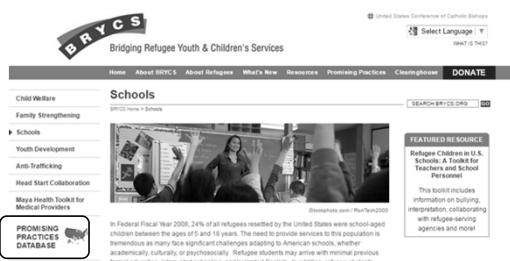 United States Conference of Catholic Bishops
Select Language ▼
WHAT IS THIS?
BRYCS
Bridging Refugee Youth & Children's Services
Home About BRYCS About Refugees What's New Resources Promising Practices Clearinghouse DONATE
Child Welfare
Family Strengthening
Schools
Youth Development
Anti-Trafficking
Head Start Collaboration
Maya Health Toolkit for
Medical Providers
PROMISING
PRACTICES
DATABASE
Schools
BRYCS Home > Schools
iStockphoto.com / RonTech2000
In Federal Fiscal Year 2008, 24% of all refugees resettled by the United States were school-aged
children between the ages of 5 and 18 years. The need to provide services to this population is
tremendous as many face significant challenges adapting to American schools, whether
academically, culturally, or psychosocially. Refugee students may arrive with minimal previous
SEARCH BRYCS.ORG GO
FEATURED RESOURCE
Refugee Children in U.S.
Schools: A Toolkit for
Teachers and School
Personnel
This toolkit includes
information on bullying,
interpretation, collaborating
with refugee-serving
agencies and more!